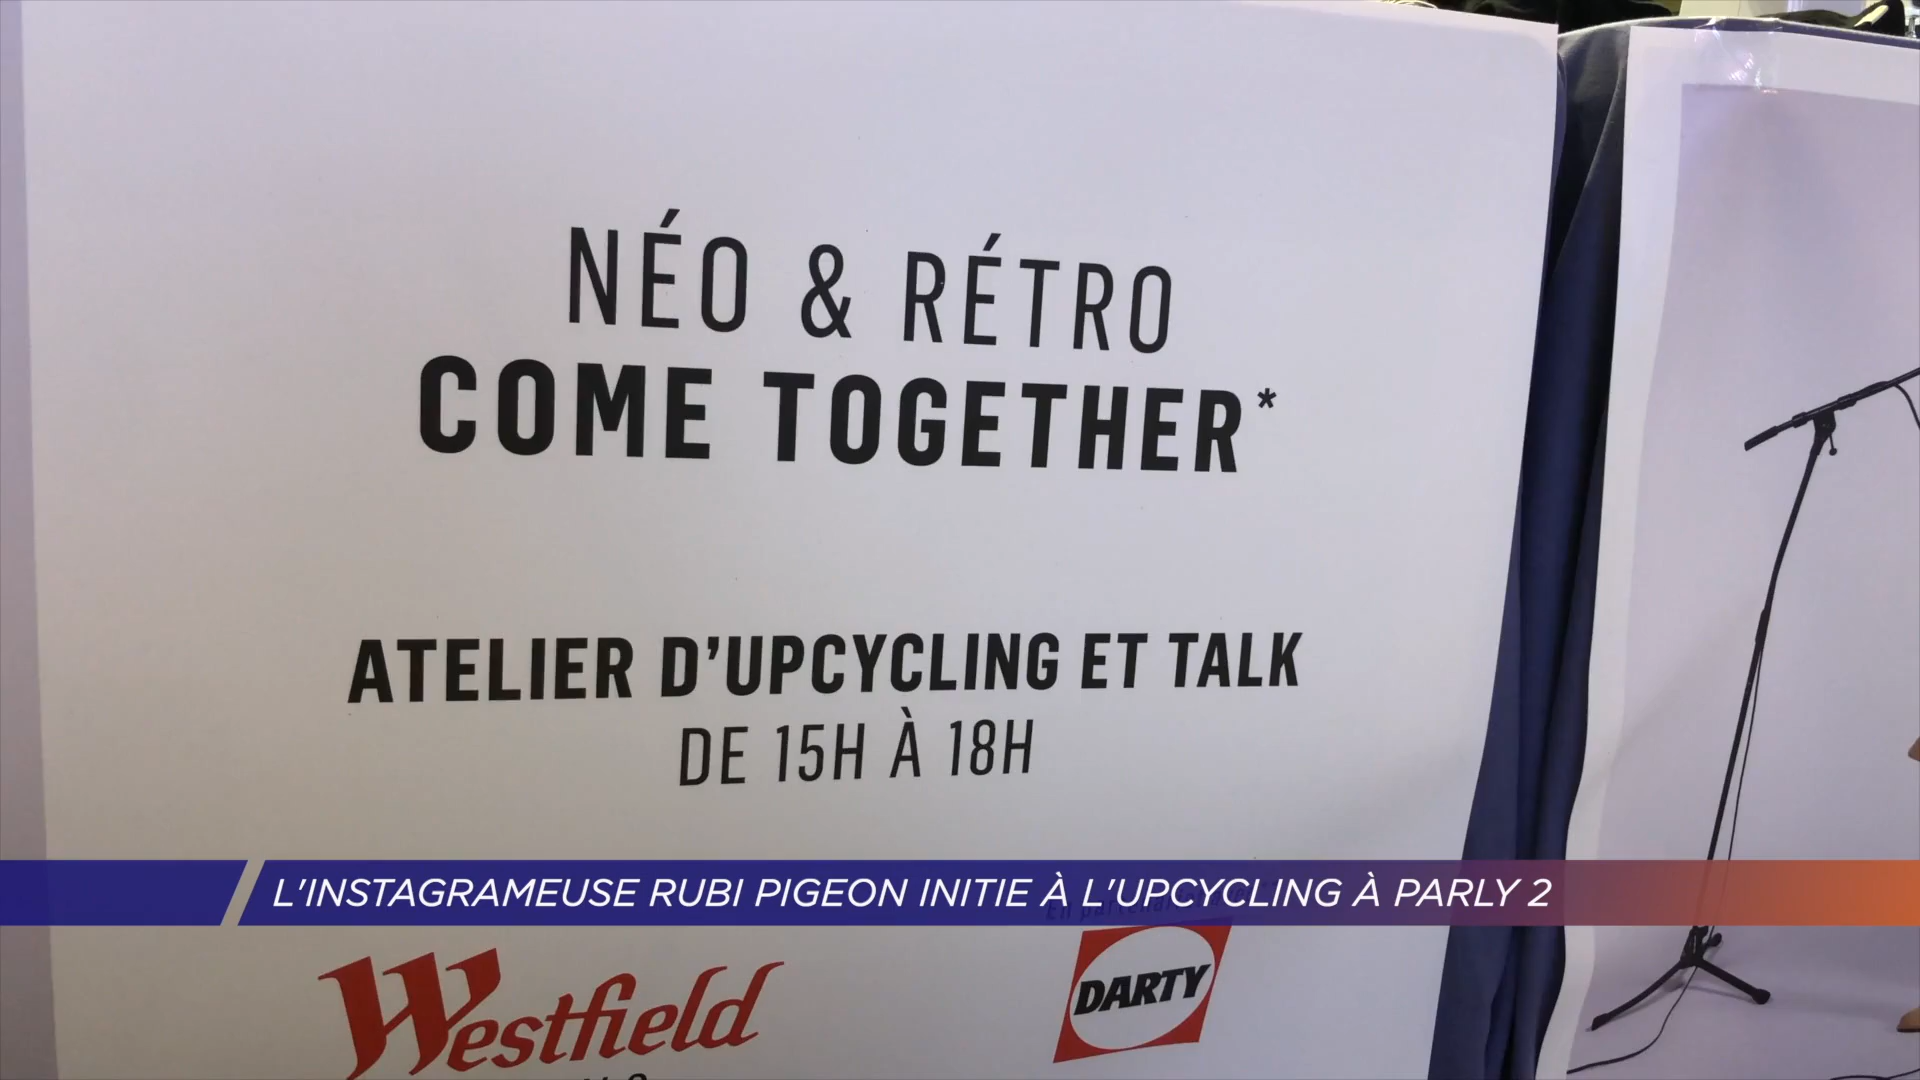 NÉO & RÉTRO
COME TOGETHER*
ATELIER D'UPCYCLING ET TALK
DE 15H À 18H
L'INSTAGRAMEUSE RUBI PIGEON INITIE À L'UPCYCLING À PARLY 2
Westfield
DARTY